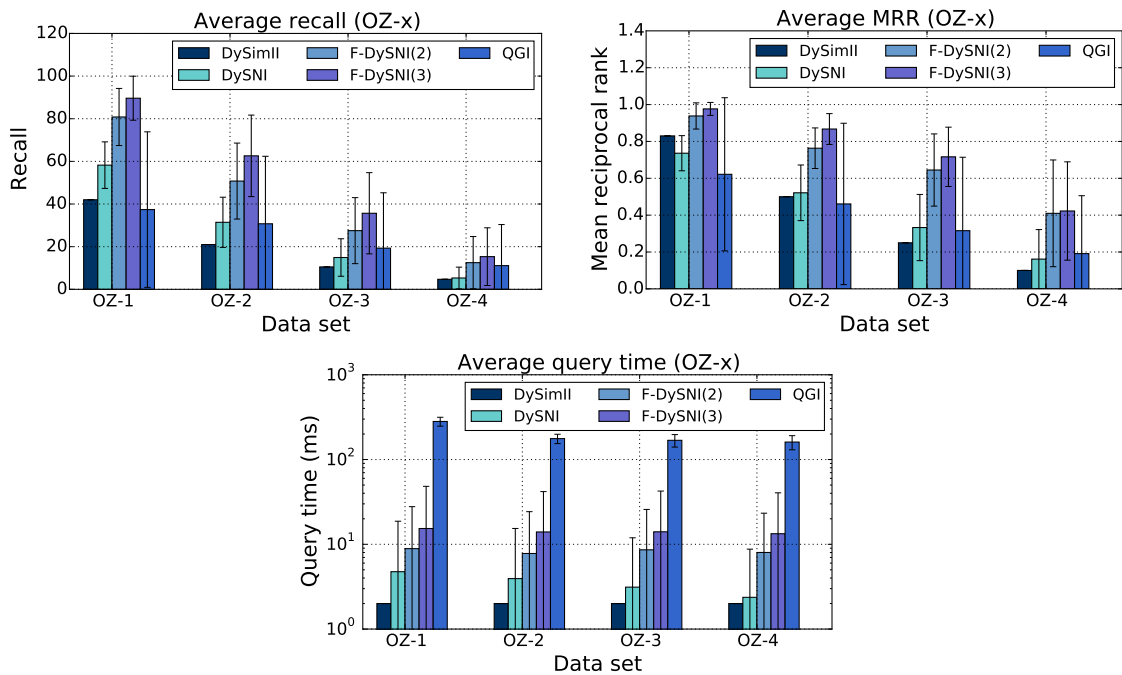 Average recall (OZ-x)
120
100
80
60
40
20
0
Recall
DySimII
DySNI
F-DySNI(2)
F-DySNI(3)
QGI
OZ-1
OZ-2
OZ-3
OZ-4
Data set
Average MRR (OZ-x)
1.4
1.2
1.0
0.8
0.6
0.4
0.2
0.0
Mean reciprocal rank
DySimII
DySNI
F-DySNI(2)
F-DySNI(3)
QGI
OZ-1
OZ-2
OZ-3
OZ-4
Data set
Average query time (OZ-x)
10³
10²
10¹
10⁰
Query time (ms)
DySimII
DySNI
F-DySNI(2)
F-DySNI(3)
QGI
OZ-1
OZ-2
OZ-3
OZ-4
Data set